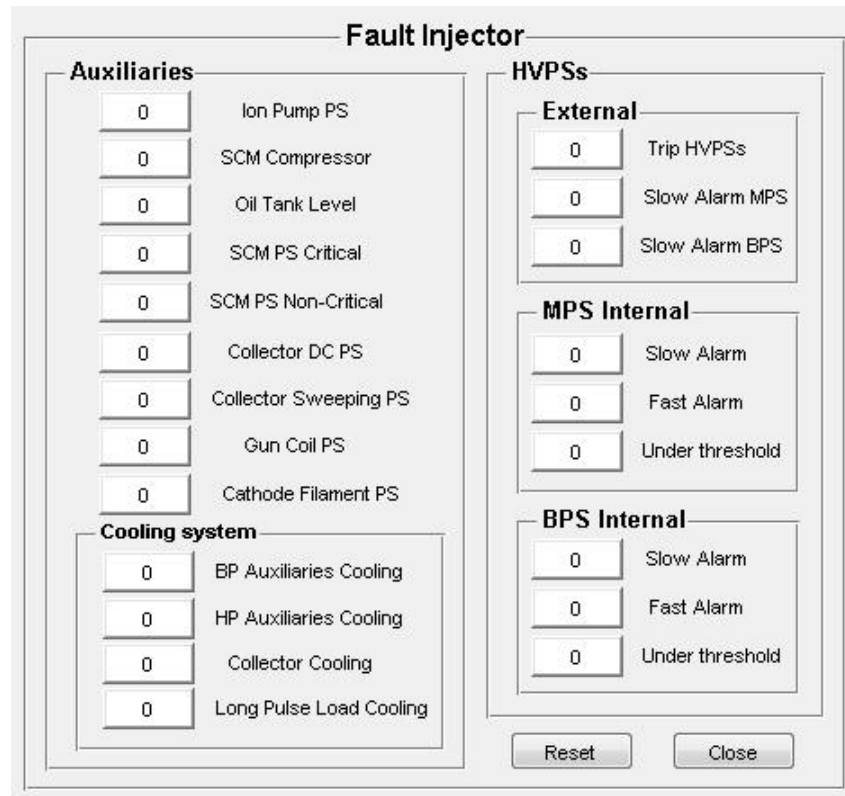 Fault Injector
Auxiliaries
0 Ion Pump PS
0 SCM Compressor
0 Oil Tank Level
0 SCM PS Critical
0 SCM PS Non-Critical
0 Collector DC PS
0 Collector Sweeping PS
0 Gun Coil PS
0 Cathode Filament PS
Cooling system
0 BP Auxiliaries Cooling
0 HP Auxiliaries Cooling
0 Collector Cooling
0 Long Pulse Load Cooling
HVPSs
External
0 Trip HVPSs
0 Slow Alarm MPS
0 Slow Alarm BPS
MPS Internal
0 Slow Alarm
0 Fast Alarm
0 Under threshold
BPS Internal
0 Slow Alarm
0 Fast Alarm
0 Under threshold
Reset Close